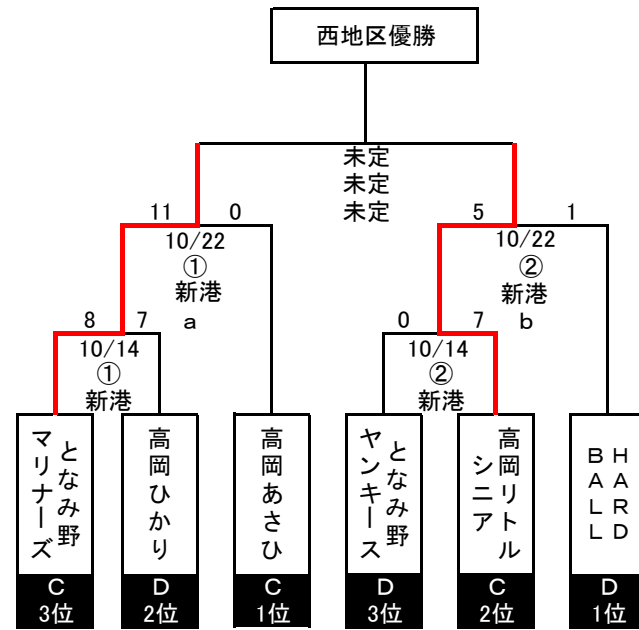 西地区優勝
未定
未定
未定
11 0 5 1
10/22 10/22
① ②
新港 新港
8 7 a 0 7 b
10/14 10/14
① ②
新港 新港
となみ野
マリナーズ
高岡ひかり
高岡あさひ
となみ野
ヤンキース
高岡リトル
シニア
HARD
BALL
C D C D C D
3位 2位 1位 3位 2位 1位